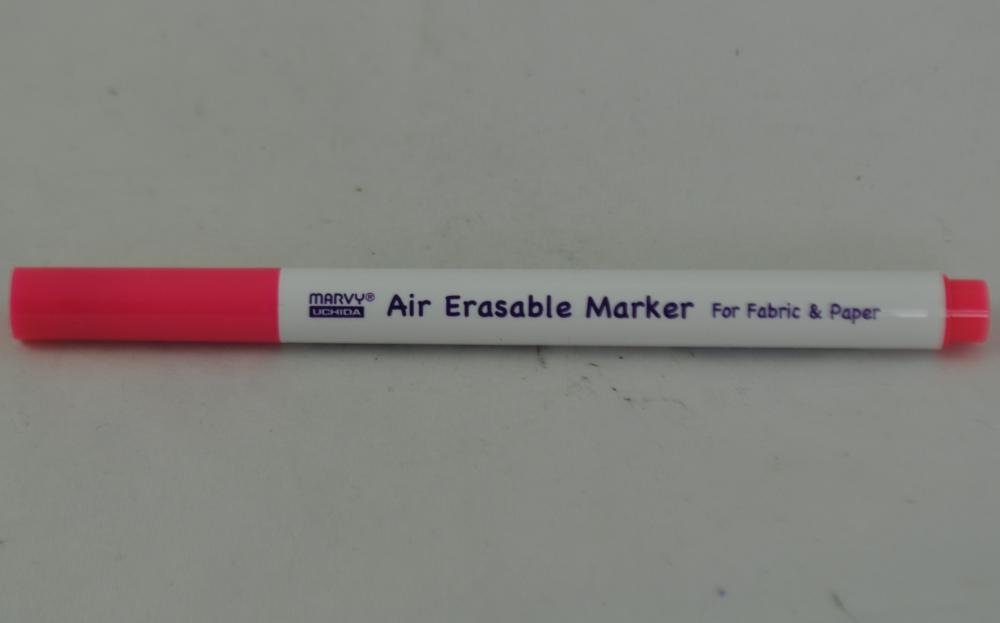 MARVY®
UCHIDA
Air Erasable Marker For Fabric & Paper